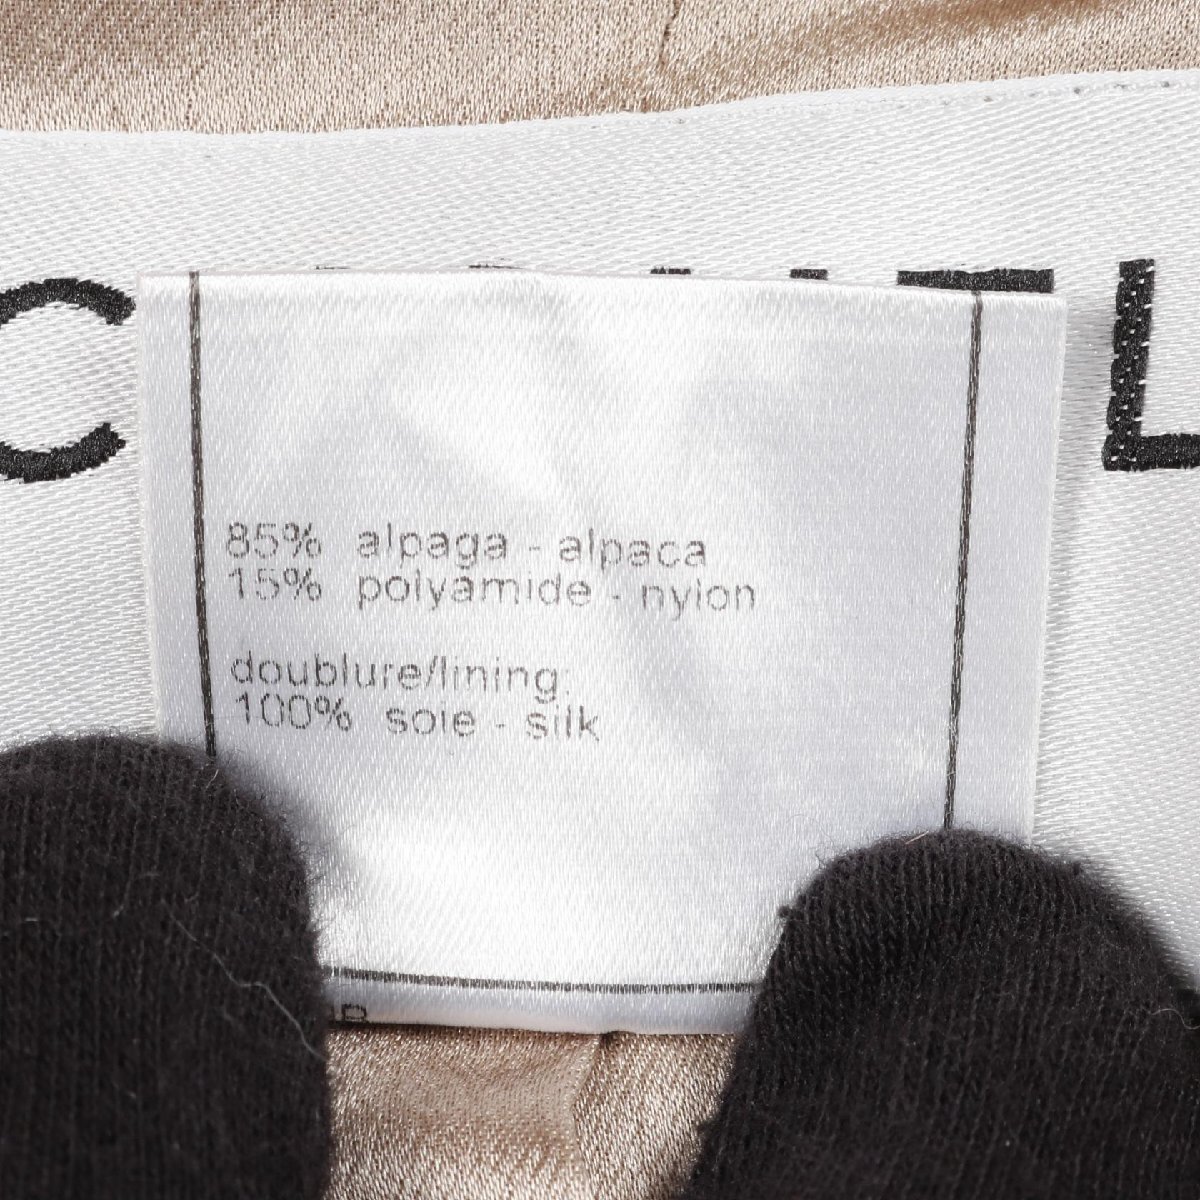 85% alpaga - alpaca
15% polyamide - nylon
doublure/lining:
100% soie - silk